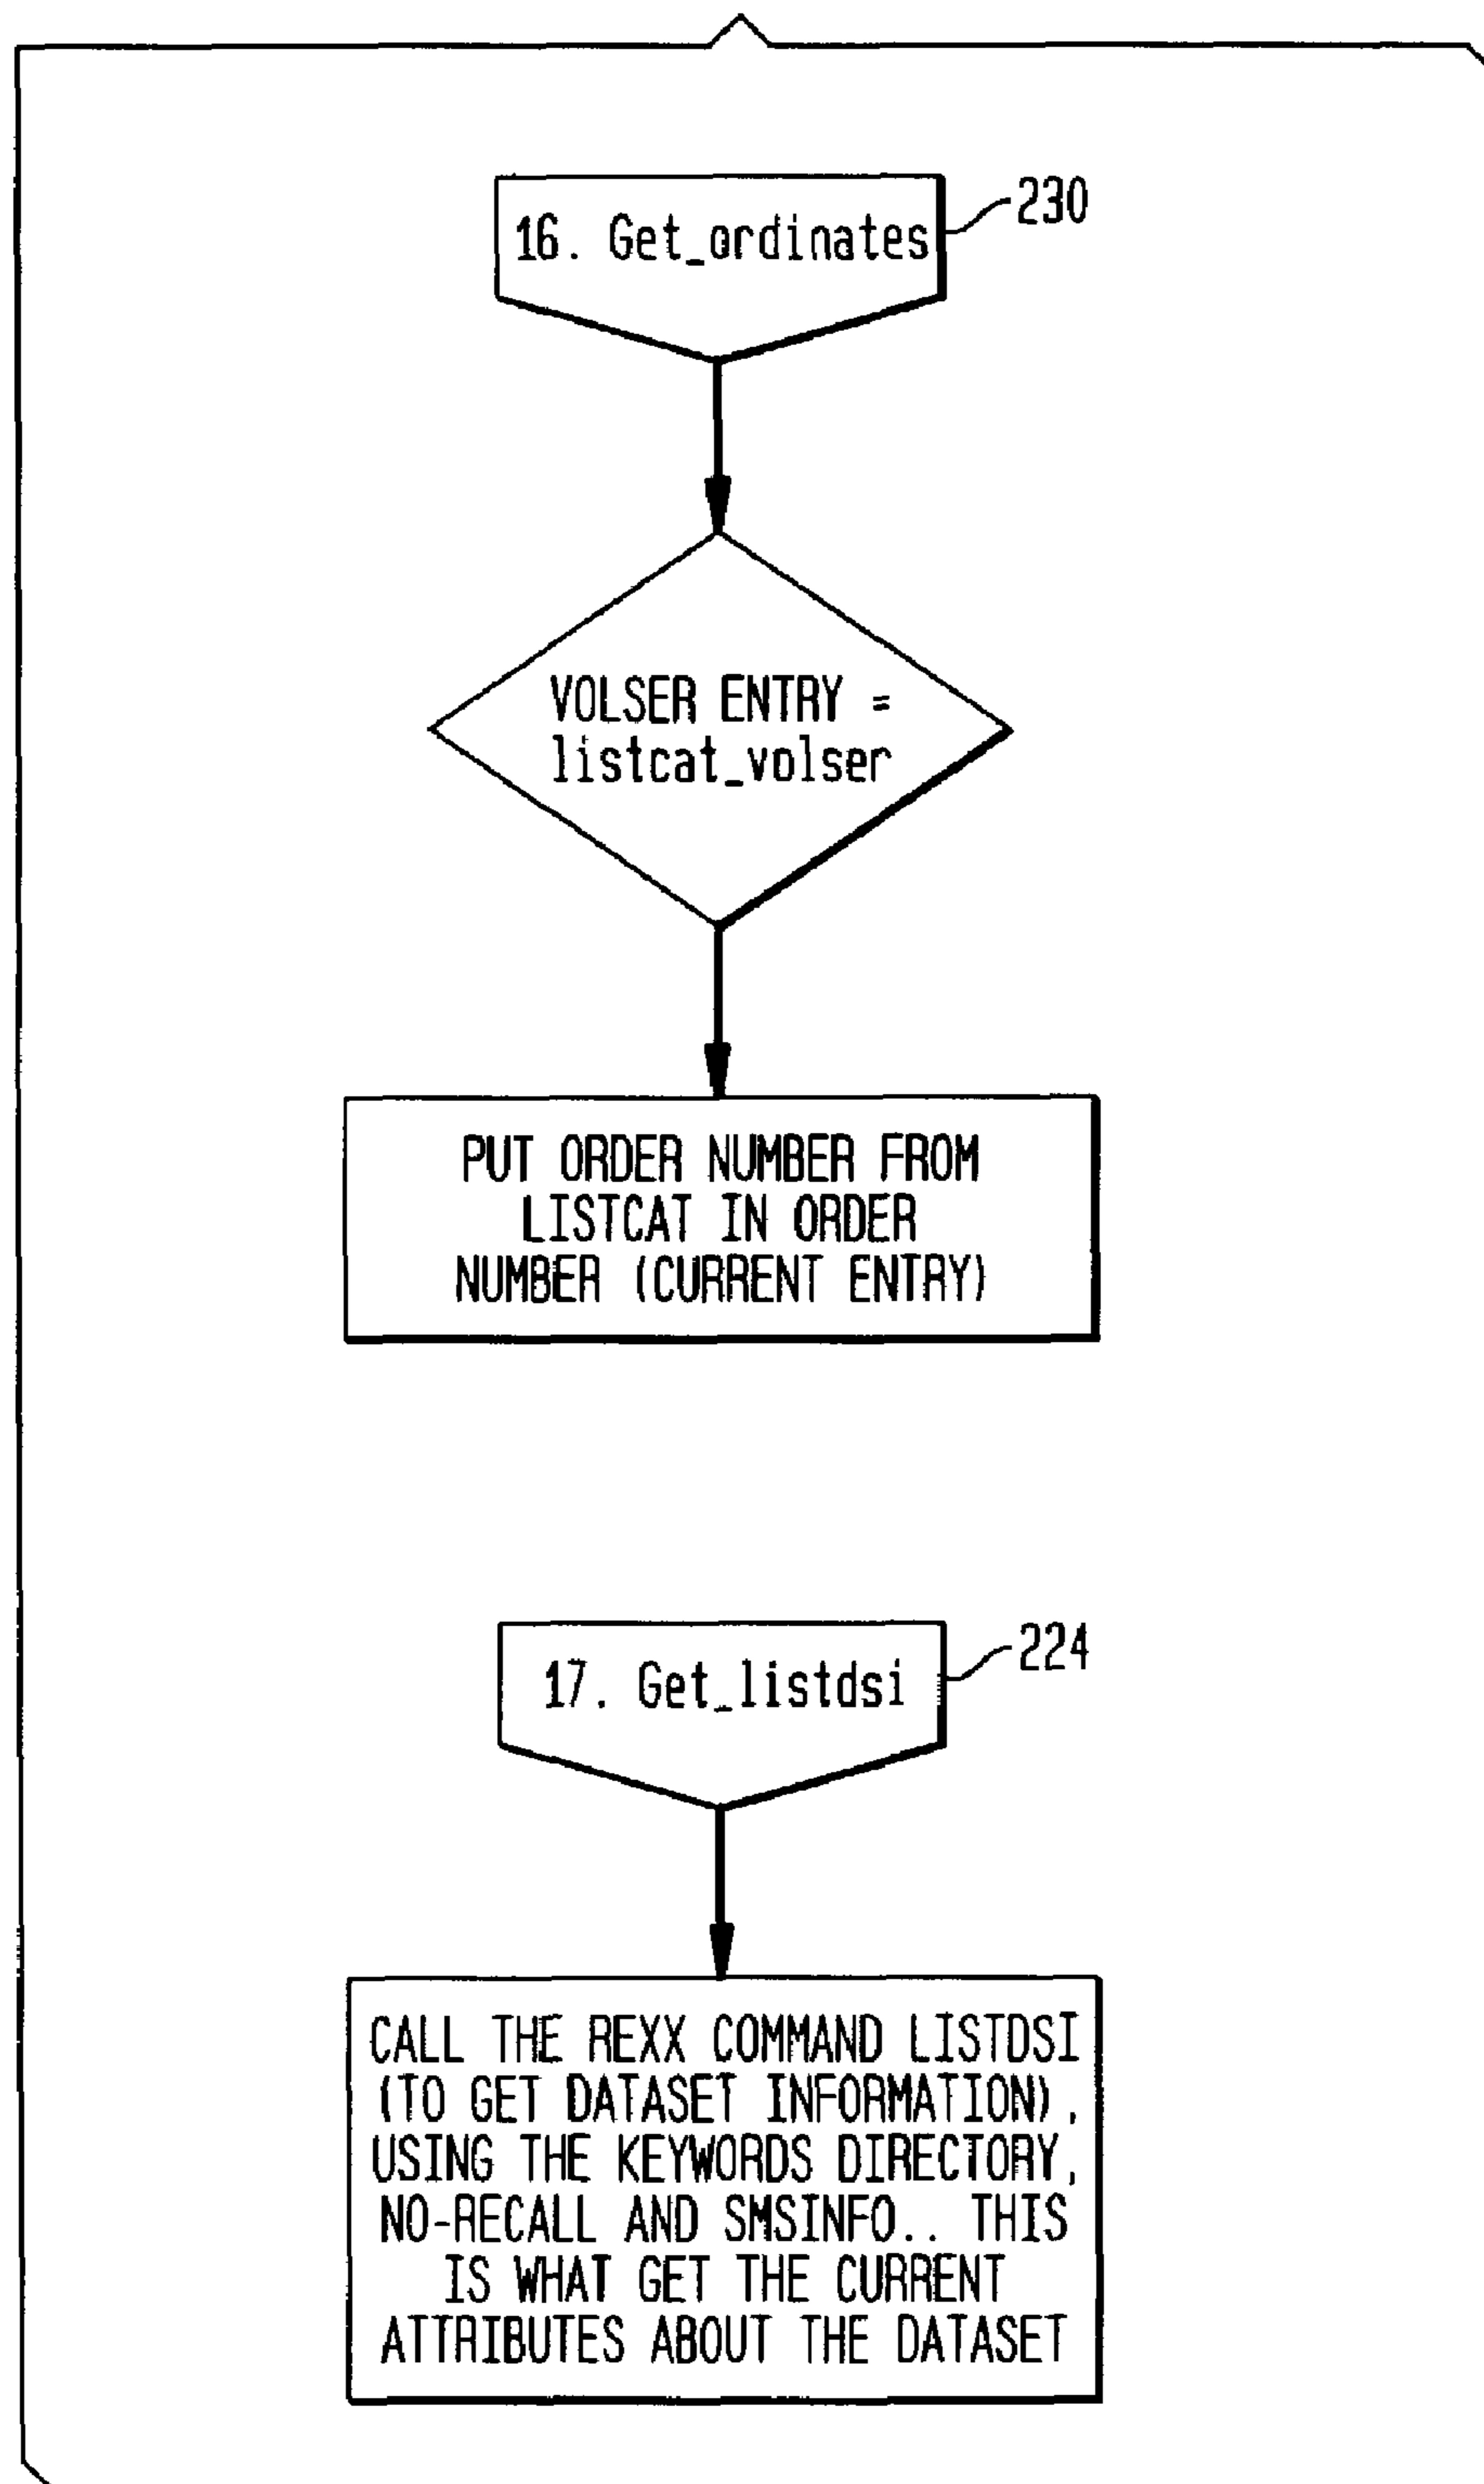 16. Get_ordinates
230
VOLSER ENTRY =
listcat_volser
PUT ORDER NUMBER FROM
LISTCAT IN ORDER
NUMBER (CURRENT ENTRY)
17. Get_listdsi
224
CALL THE REXX COMMAND LISTDSI
(TO GET DATASET INFORMATION),
USING THE KEYWORDS DIRECTORY,
NO-RECALL AND SMSINFO.. THIS
IS WHAT GET THE CURRENT
ATTRIBUTES ABOUT THE DATASET